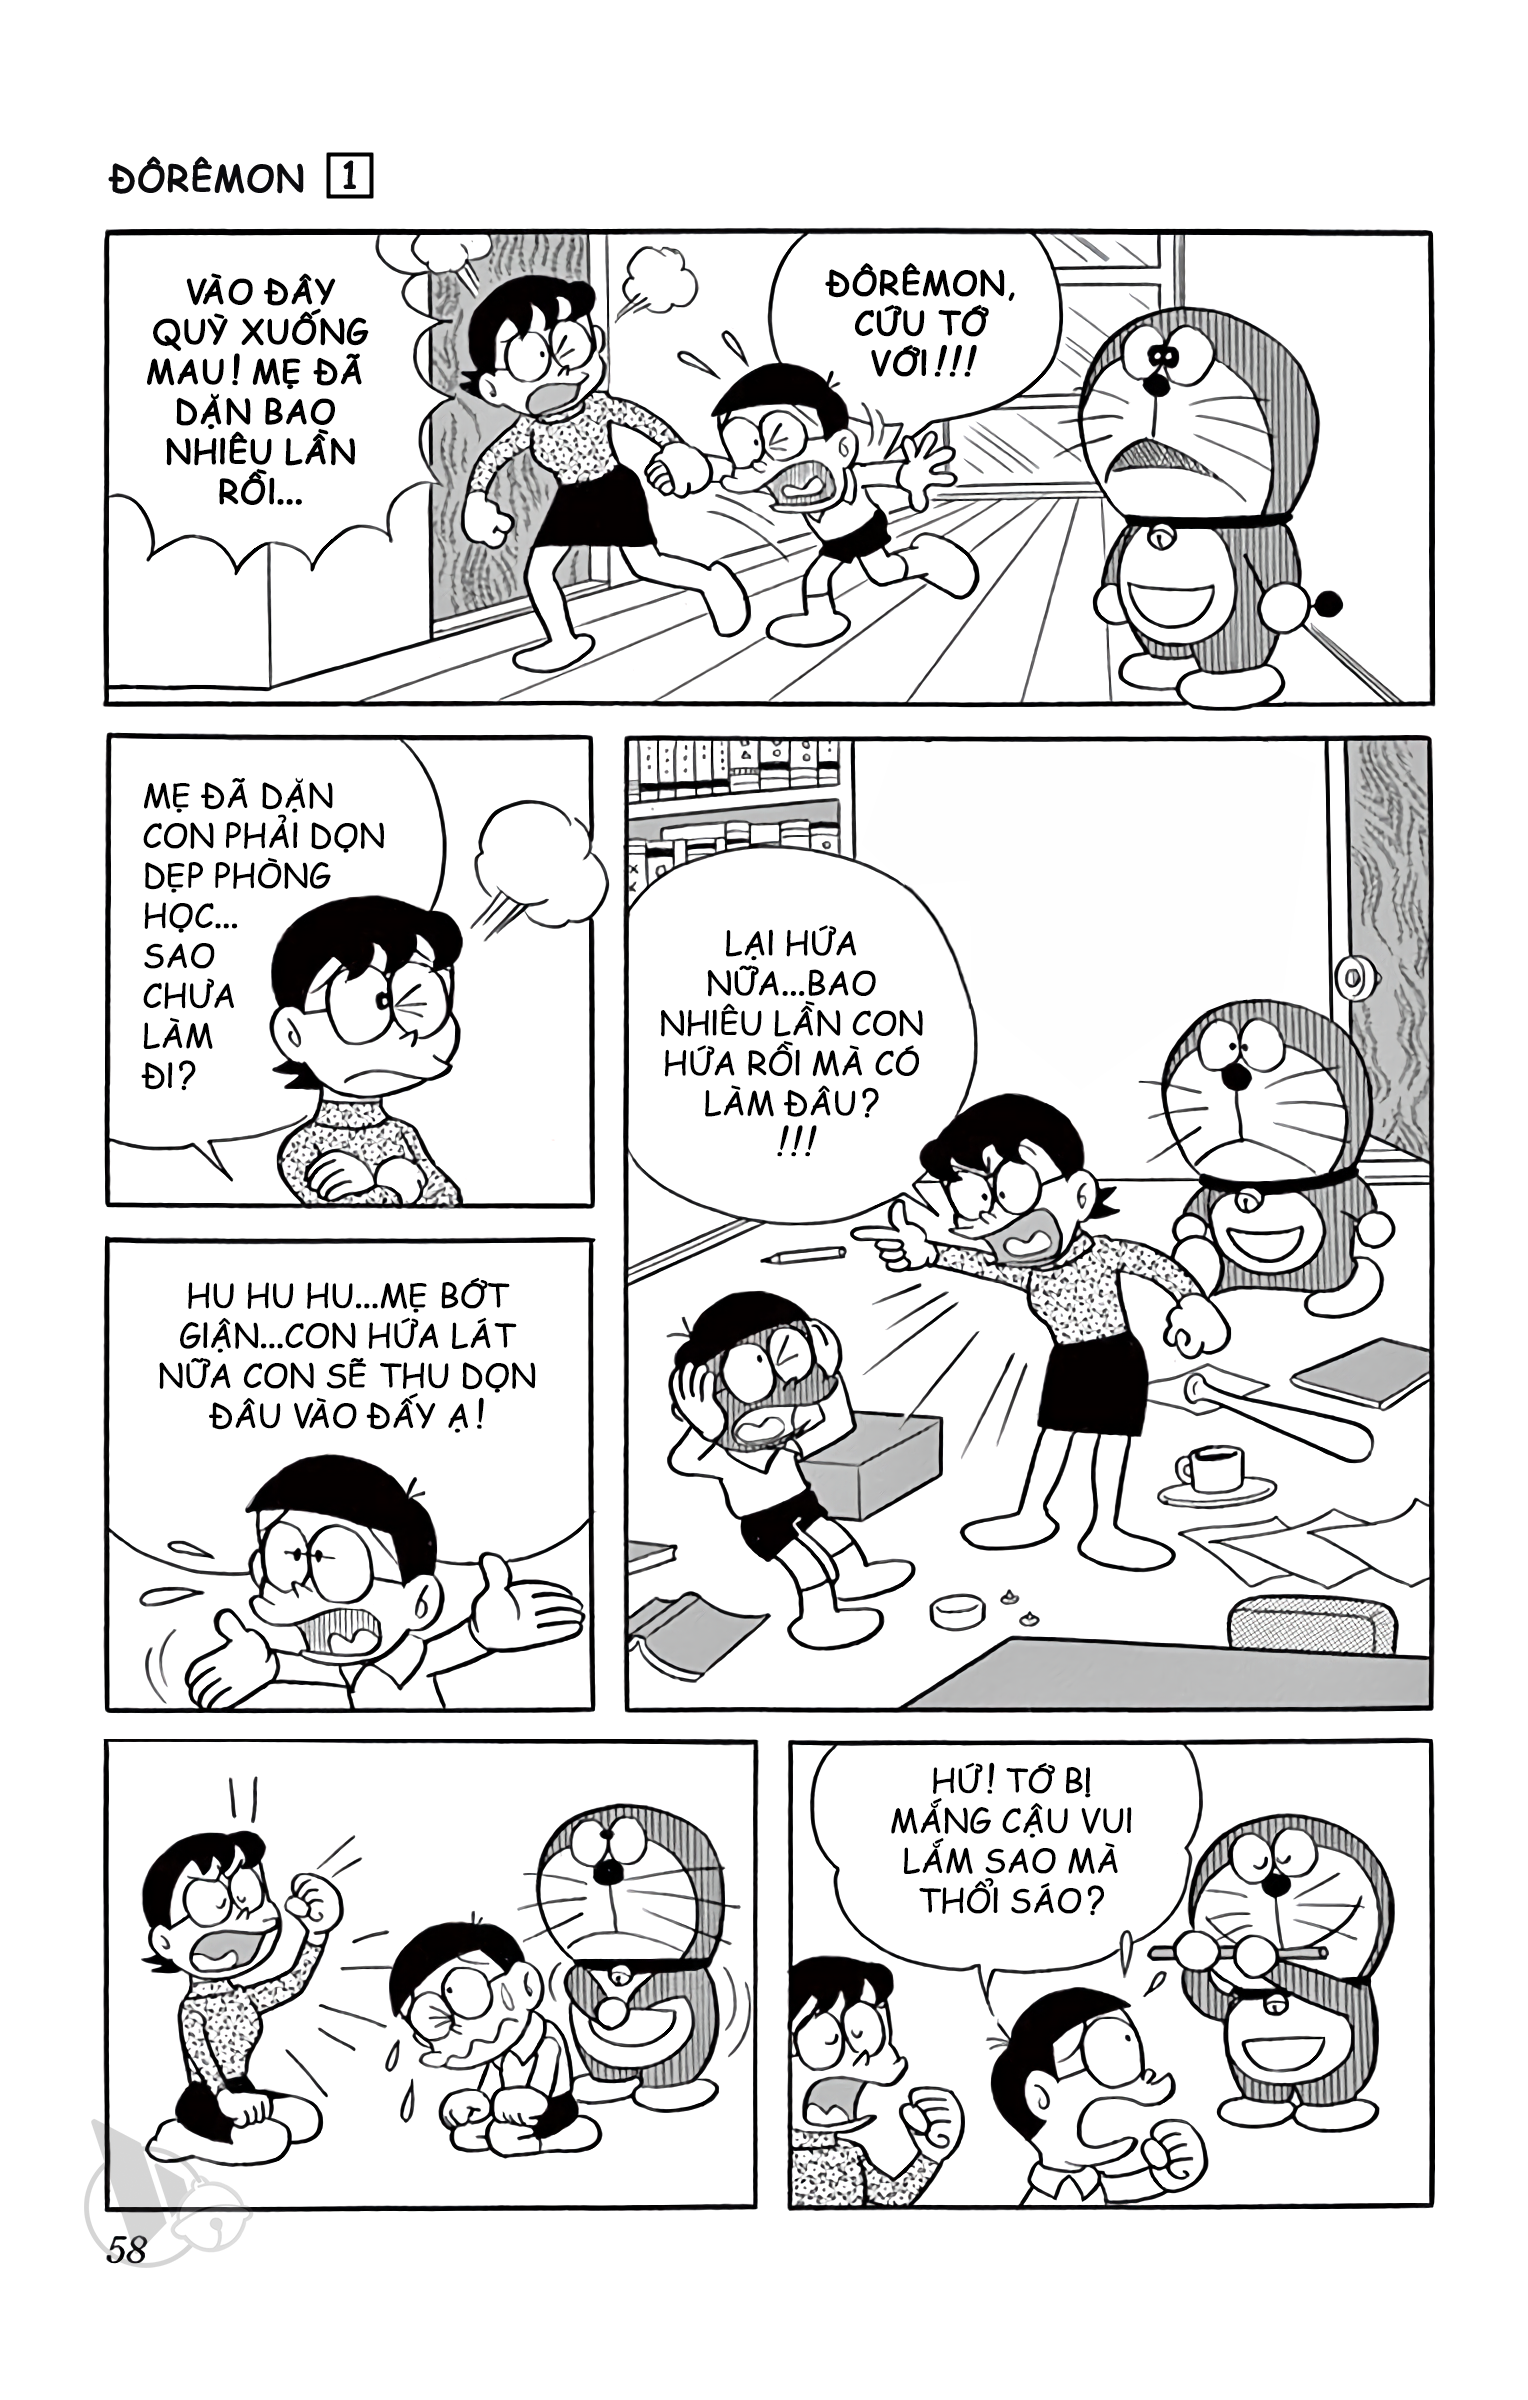 ĐÔRÊMON 1
VÀO ĐÂY
QUỲ XUỐNG
MAU! MẸ ĐÃ
DẶN BAO
NHIÊU LẦN
RỒI...
ĐÔRÊMON,
CỨU TỚ
VỚI!!!
MẸ ĐÃ DẶN
CON PHẢI DỌN
DẸP PHÒNG
HỌC...
SAO
CHƯA
LÀM
ĐI?
HU HU HU...MẸ BỚT
GIẬN...CON HỨA LÁT
NỮA CON SẼ THU DỌN
ĐÂU VÀO ĐẤY Ạ!
LẠI HỨA
NỮA...BAO
NHIÊU LẦN CON
HỨA RỒI MÀ CÓ
LÀM ĐÂU?
!!!
HỨ! TỚ BỊ
MẮNG CẬU VUI
LẮM SAO MÀ
THỔI SÁO?
58